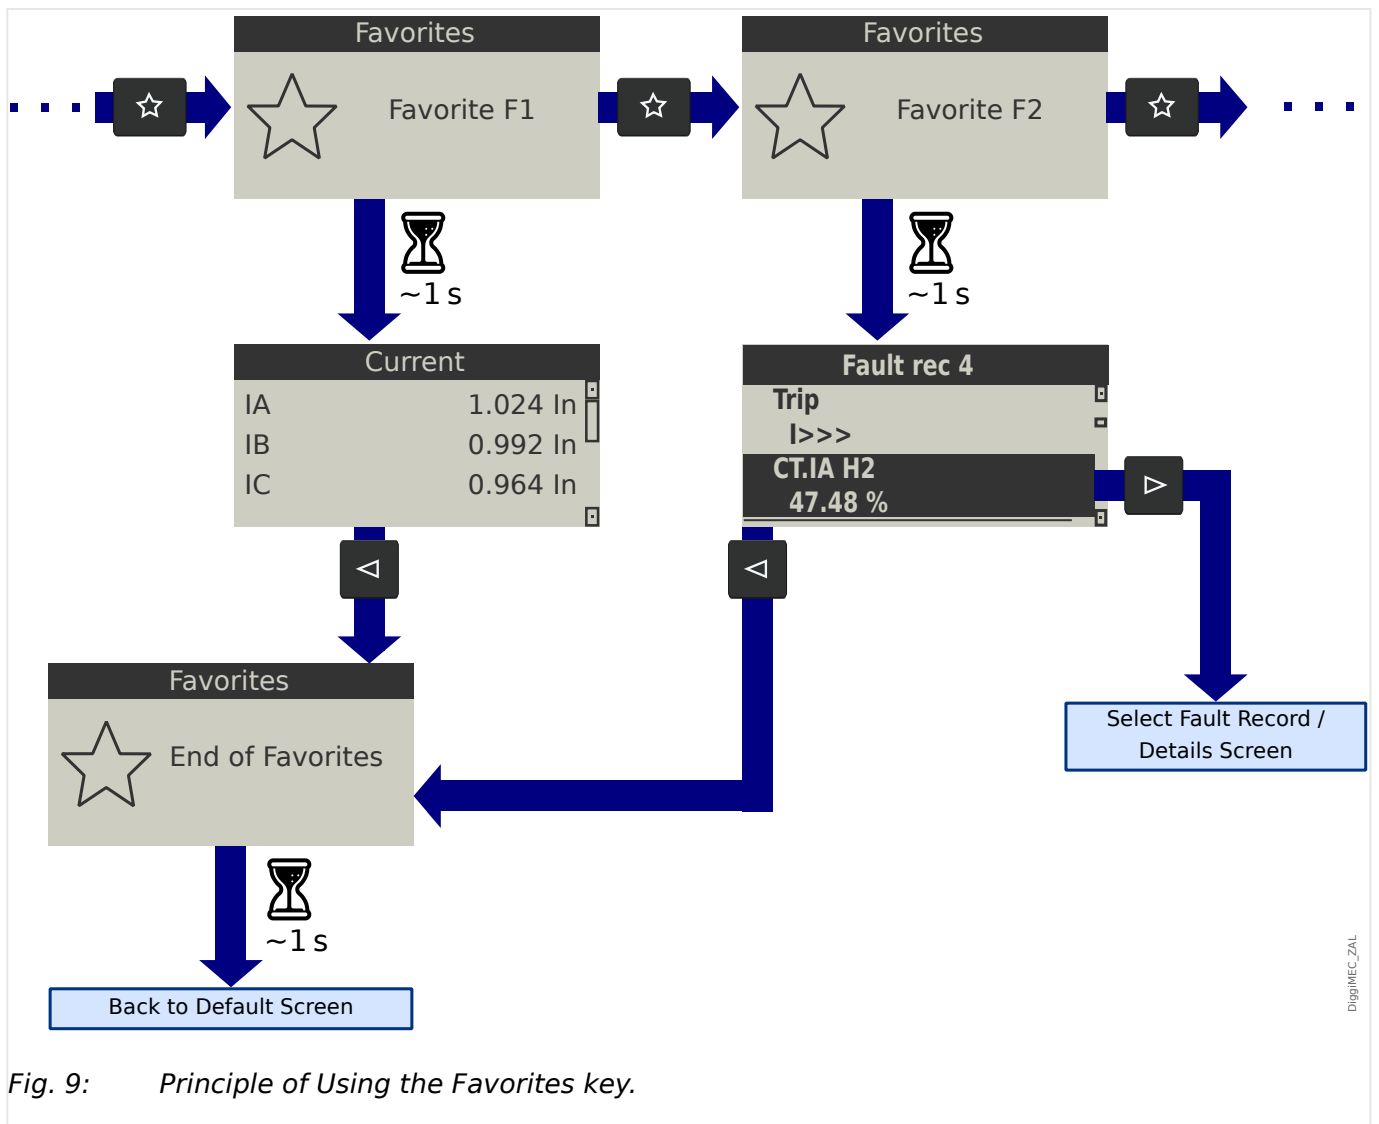 Favorites
Favorites
Favorite F1
Favorite F2
~1 s
~1 s
Current
IA 1.024 In
IB 0.992 In
IC 0.964 In
Fault rec 4
Trip
I>>>
CT.IA H2
47.48 %
Favorites
End of Favorites
Select Fault Record /
Details Screen
~1 s
Back to Default Screen
DiggiMEC_ZAL
Fig. 9: Principle of Using the Favorites key.